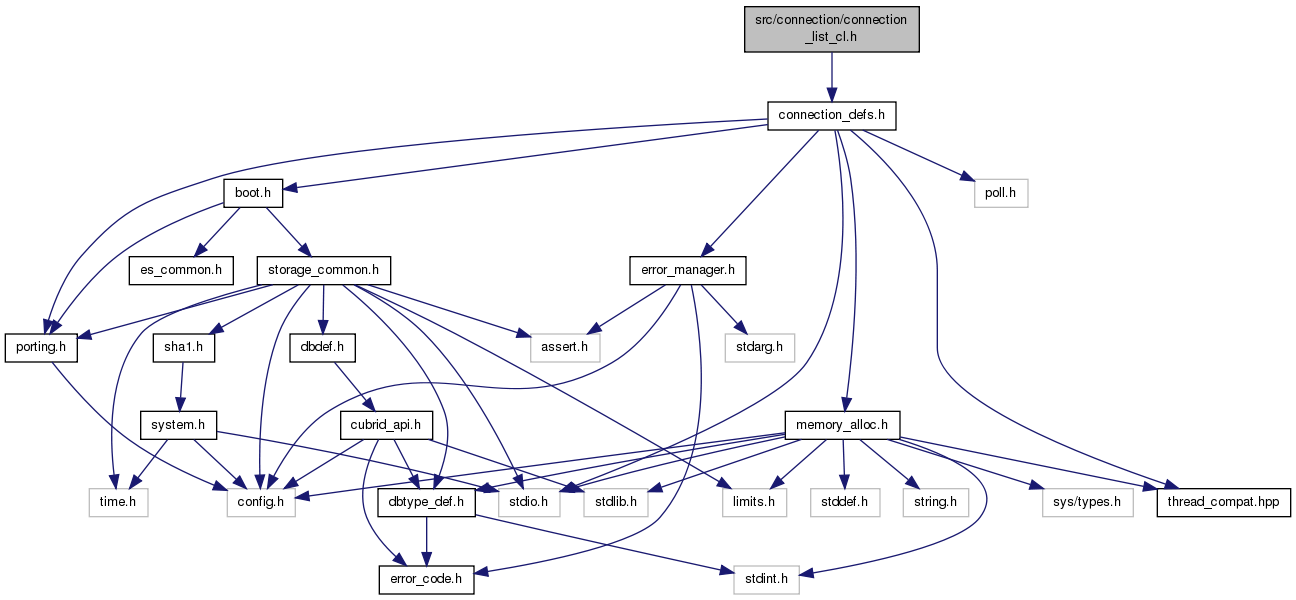 src/connection/connection
_list_cl.h
connection_defs.h
boot.h
poll.h
es_common.h
storage_common.h
error_manager.h
porting.h
sha1.h
dbdef.h
assert.h
stdarg.h
system.h
cubrid_api.h
memory_alloc.h
time.h
config.h
dbtype_def.h
stdio.h
stdlib.h
limits.h
stddef.h
string.h
sys/types.h
thread_compat.hpp
error_code.h
stdint.h